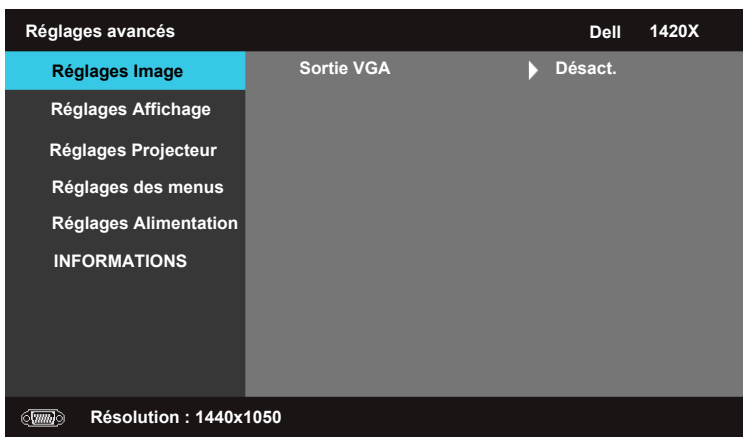 Réglages avancés Dell 1420X
Réglages Image Sortie VGA Désact.
Réglages Affichage
Réglages Projecteur
Réglages des menus
Réglages Alimentation
INFORMATIONS
Résolution : 1440x1050